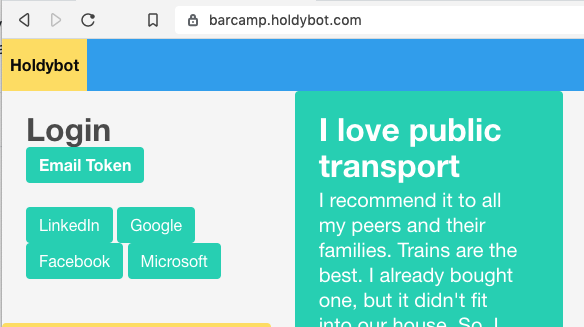 barcamp.holdybot.com
Holdybot
Login
Email Token
LinkedIn
Google
Facebook
Microsoft
I love public
transport
I recommend it to all
my peers and their
families. Trains are the
best. I already bought
one, but it didn't fit
into our house. So, I